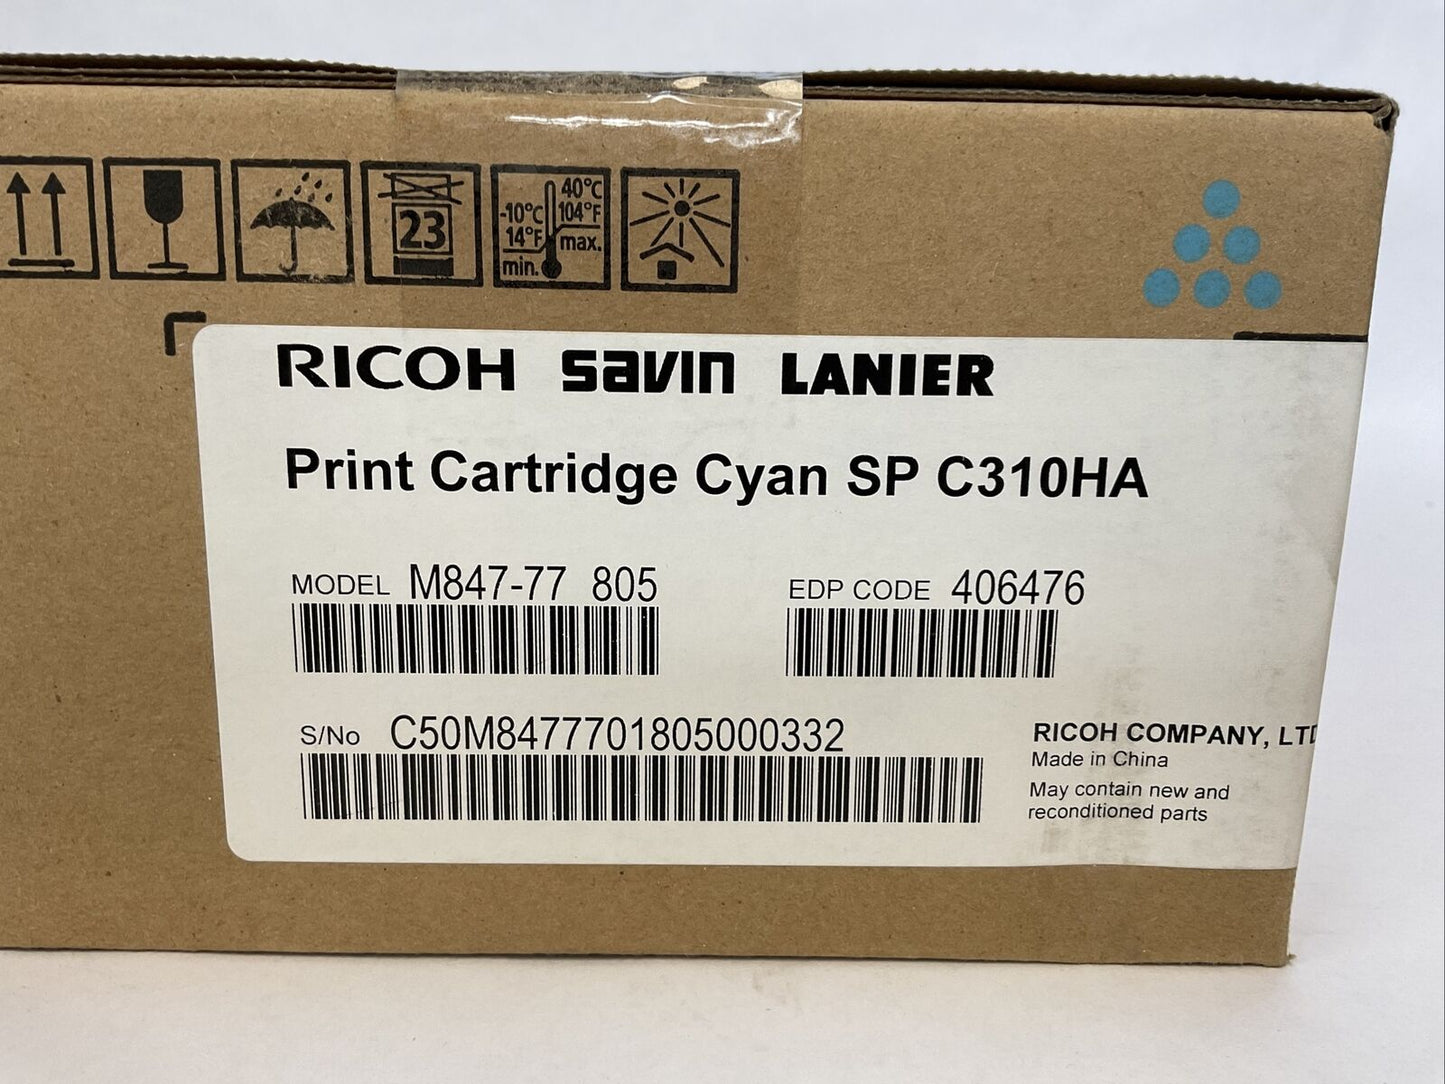 23
-10°C
14°F
min.
40°C
104°F
max.
RICOH savin LANIER
Print Cartridge Cyan SP C310HA
MODEL M847-77 805
EDP CODE 406476
S/No C50M8477701805000332
RICOH COMPANY, LTD
Made in China
May contain new and
reconditioned parts